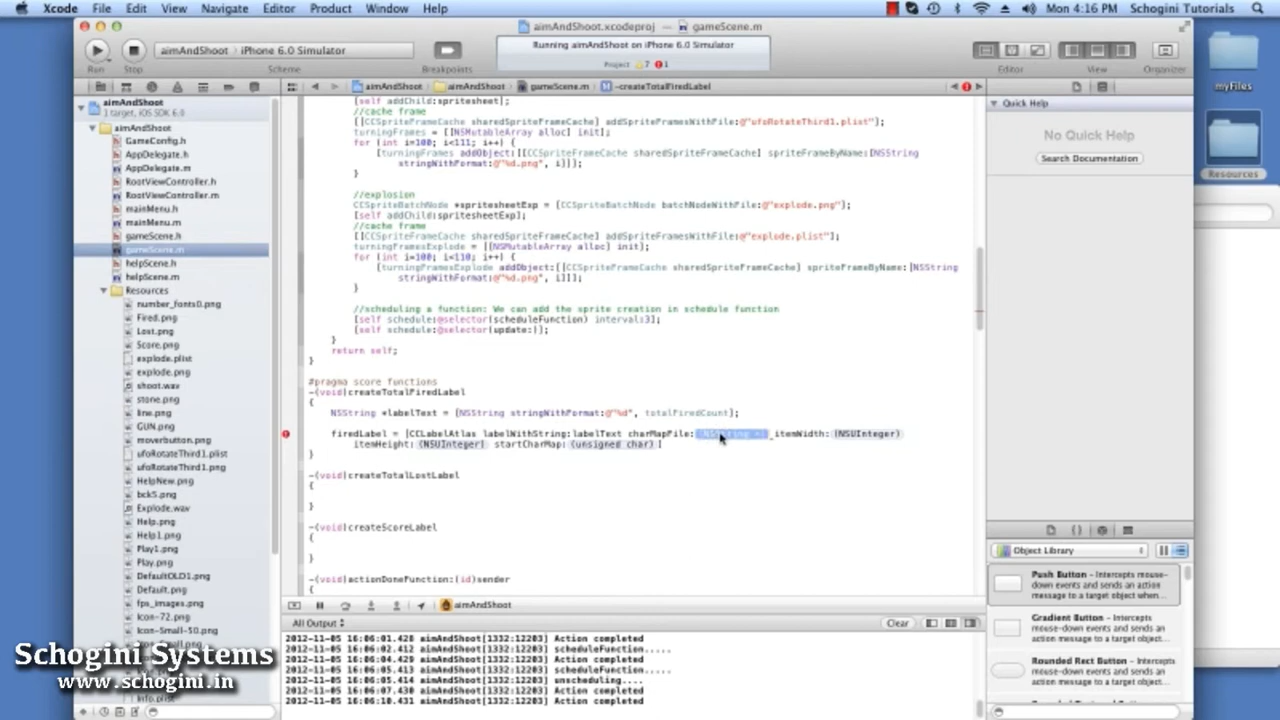 Xcode File Edit View Navigate Editor Product Window Help Mon 4:16 PM Schogini Tutorials
aimAndShoot.xcodeproj — gameScene.m
aimAndShoot iPhone 6.0 Simulator
Running aimAndShoot on iPhone 6.0 Simulator
Project 7 1
Run Stop Scheme Breakpoints Editor View Organizer
aimAndShoot aimAndShoot gameScene.m -createTotalFiredLabel
Quick Help
No Quick Help
Search Documentation
myFiles
Resources
aimAndShoot
1 target, iOS SDK 6.0
aimAndShoot
GameConfig.h
AppDelegate.h
AppDelegate.m
RootViewController.h
RootViewController.m
mainMenu.h
mainMenu.m
gameScene.h
gameScene.m
helpScene.h
helpScene.m
Resources
number_fonts0.png
Fired.png
Lost.png
Score.png
explode.plist
explode.png
shoot.wav
stone.png
line.png
GUN.png
moverbutton.png
ufoRotateThird1.plist
ufoRotateThird1.png
HelpNew.png
bck5.png
Explode.wav
Help.png
Help1.png
Play1.png
Play.png
DefaultOLD1.png
Default.png
fps_images.png
Icon-72.png
Icon-Small-50.png
Info.plist
[self addChild:spritesheet];
//cache frame
[[CCSpriteFrameCache sharedSpriteFrameCache] addSpriteFramesWithFile:@"ufoRotateThird1.plist"];
turningFrames = [[NSMutableArray alloc] init];
for (int i=100; i<111; i++) {
[turningFrames addObject:[[CCSpriteFrameCache sharedSpriteFrameCache] spriteFrameByName:[NSString
stringWithFormat:@"%d.png", i]]];
}
//explosion
CCSpriteBatchNode *spritesheetExp = [CCSpriteBatchNode batchNodeWithFile:@"explode.png"];
[self addChild:spritesheetExp];
//cache frame
[[CCSpriteFrameCache sharedSpriteFrameCache] addSpriteFramesWithFile:@"explode.plist"];
turningFramesExplode = [[NSMutableArray alloc] init];
for (int i=100; i<110; i++) {
[turningFramesExplode addObject:[[CCSpriteFrameCache sharedSpriteFrameCache] spriteFrameByName:[NSString
stringWithFormat:@"%d.png", i]]];
}
//scheduling a function: We can add the sprite creation in schedule function
[self schedule:@selector(scheduleFunction) interval:3];
[self schedule:@selector(update:)];
}
return self;
}
#pragma score functions
-(void)createTotalFiredLabel
{
NSString *labelText = [NSString stringWithFormat:@"%d", totalFiredCount];
firedLabel = [CCLabelAtlas labelWithString:labelText charMapFile:(NSString *) itemWidth:(NSUInteger)
itemHeight:(NSUInteger) startCharMap:(unsigned char)]
}
-(void)createTotalLostLabel
{
}
-(void)createScoreLabel
{
}
-(void)actionDoneFunction:(id)sender
{
aimAndShoot
All Output
Clear
2012-11-05 16:06:01.428 aimAndShoot[1332:12203] Action completed
2012-11-05 16:06:02.412 aimAndShoot[1332:12203] scheduleFunction.....
2012-11-05 16:06:04.429 aimAndShoot[1332:12203] Action completed
2012-11-05 16:06:05.413 aimAndShoot[1332:12203] scheduleFunction.....
2012-11-05 16:06:05.414 aimAndShoot[1332:12203] unscheduling....
2012-11-05 16:06:07.430 aimAndShoot[1332:12203] Action completed
2012-11-05 16:06:10.431 aimAndShoot[1332:12203] Action completed
Object Library
Push Button – Intercepts mouse-
down events and sends an action
message to a target object when...
Gradient Button – Intercepts
mouse-down events and sends an
action message to a target object...
Rounded Rect Button – Intercepts
mouse-down events and sends an
action message to a target object...
Schogini Systems
www.schogini.in